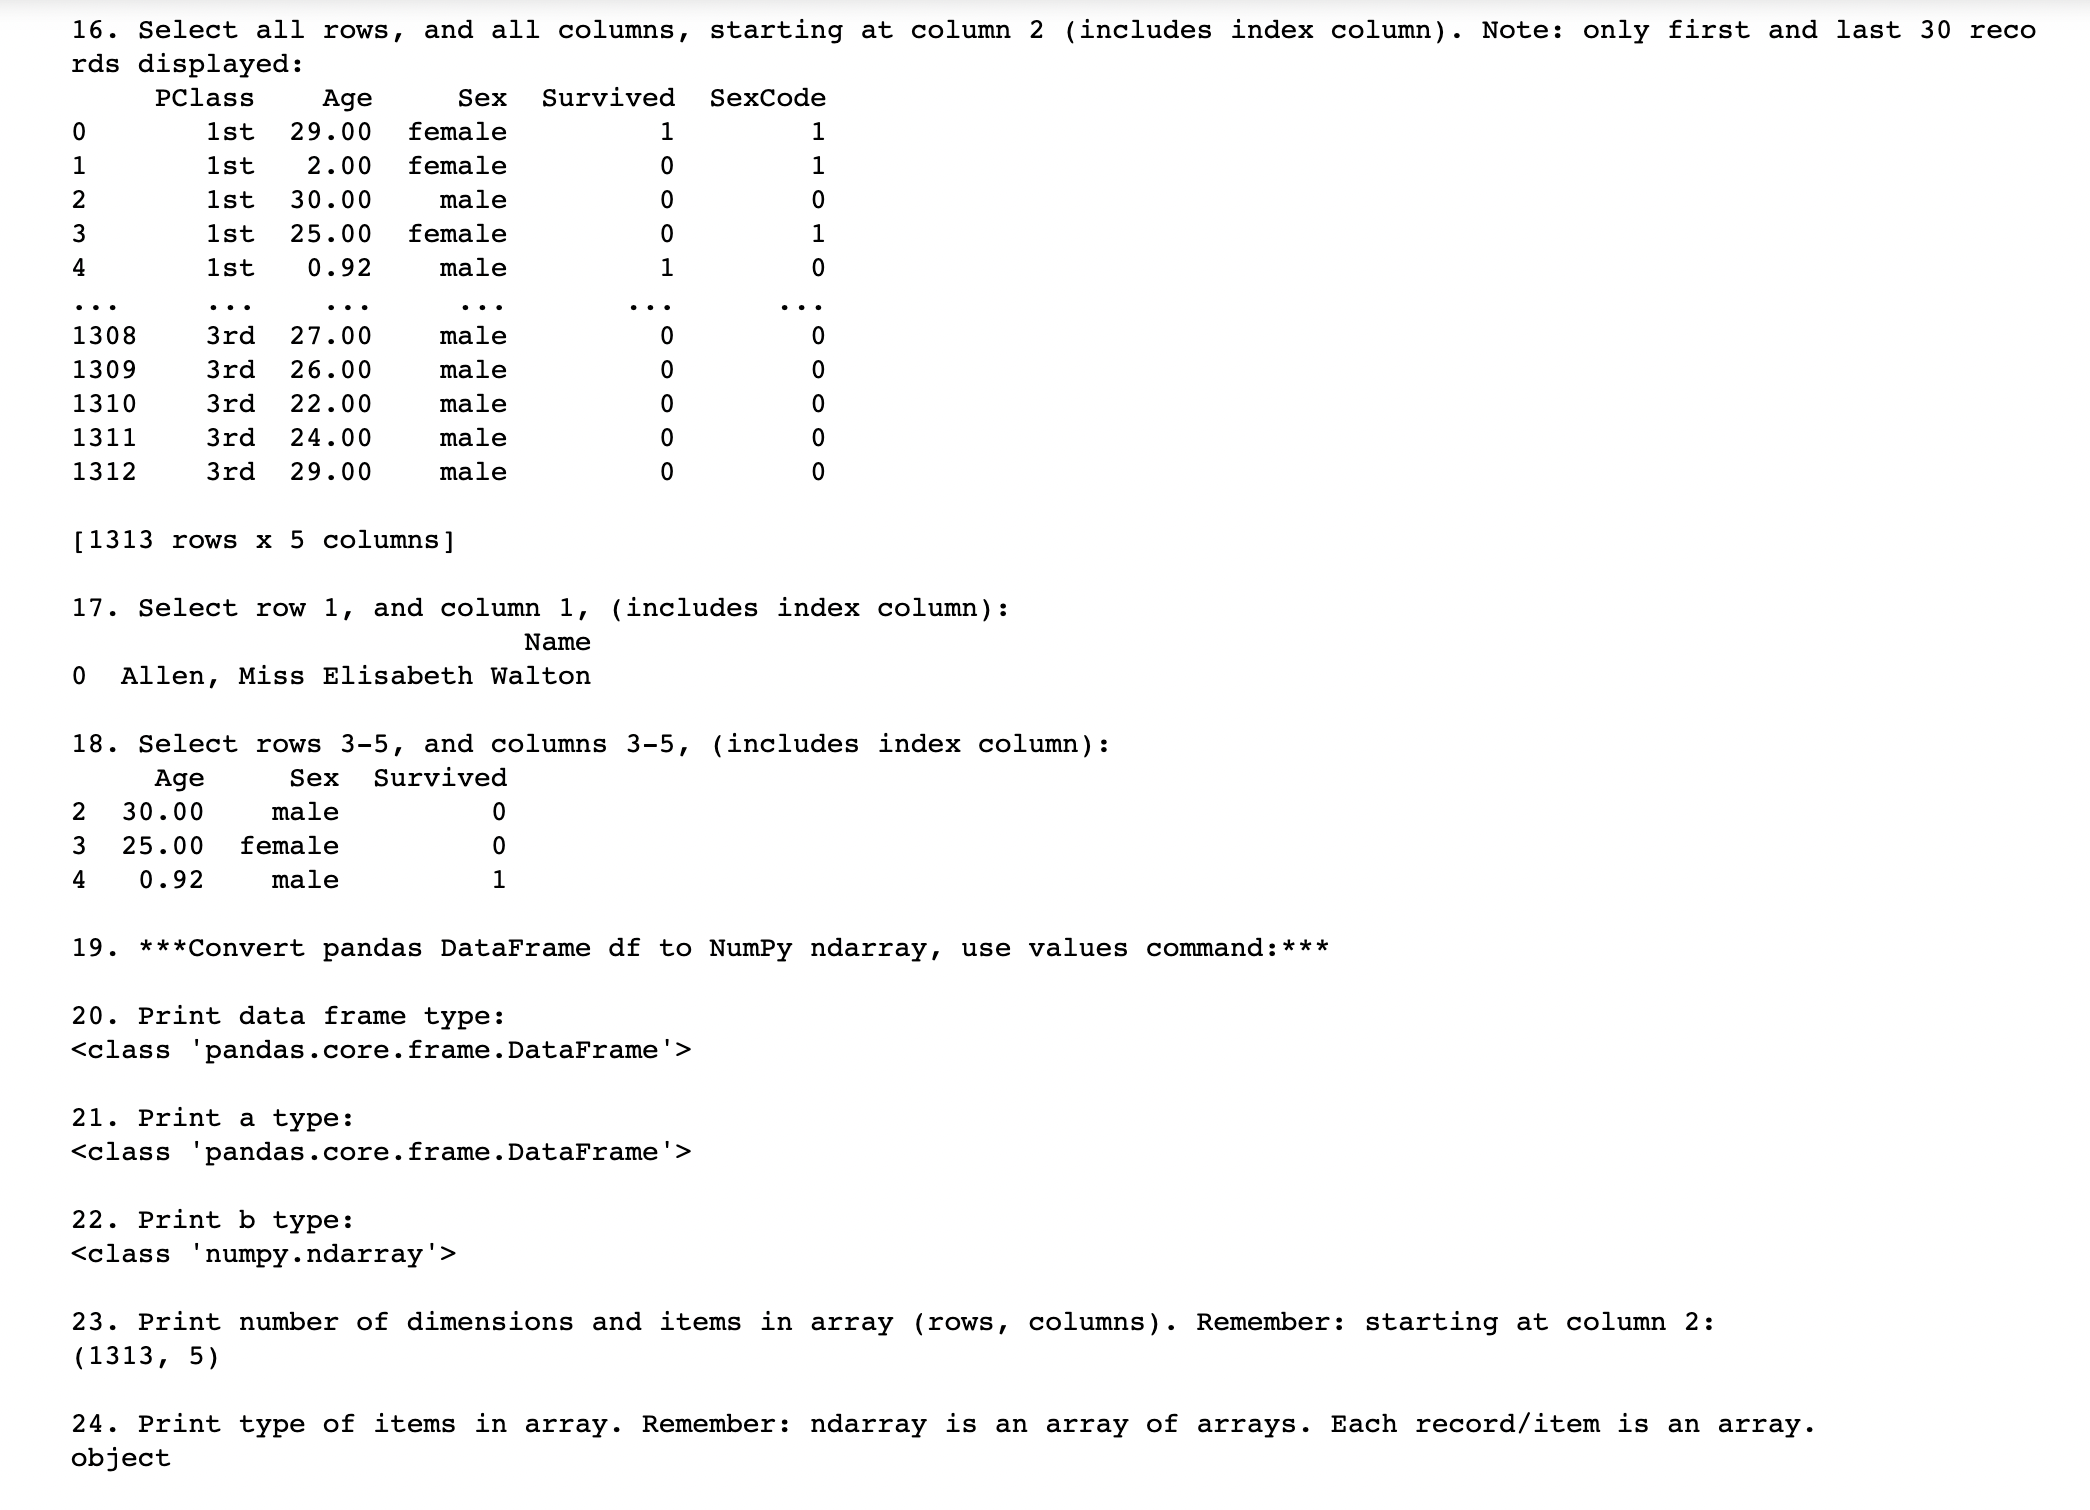 16. Select all rows, and all columns, starting at column 2 (includes index column). Note: only first and last 30 reco
rds displayed:
     PClass    Age     Sex  Survived  SexCode
0       1st  29.00  female         1        1
1       1st   2.00  female         0        1
2       1st  30.00    male         0        0
3       1st  25.00  female         0        1
4       1st   0.92    male         1        0
...     ...    ...     ...       ...      ...
1308    3rd  27.00    male         0        0
1309    3rd  26.00    male         0        0
1310    3rd  22.00    male         0        0
1311    3rd  24.00    male         0        0
1312    3rd  29.00    male         0        0

[1313 rows x 5 columns]

17. Select row 1, and column 1, (includes index column):
                           Name
0  Allen, Miss Elisabeth Walton

18. Select rows 3-5, and columns 3-5, (includes index column):
     Age     Sex  Survived
2  30.00    male         0
3  25.00  female         0
4   0.92    male         1

19. ***Convert pandas DataFrame df to NumPy ndarray, use values command:***

20. Print data frame type:
<class 'pandas.core.frame.DataFrame'>

21. Print a type:
<class 'pandas.core.frame.DataFrame'>

22. Print b type:
<class 'numpy.ndarray'>

23. Print number of dimensions and items in array (rows, columns). Remember: starting at column 2:
(1313, 5)

24. Print type of items in array. Remember: ndarray is an array of arrays. Each record/item is an array.
object